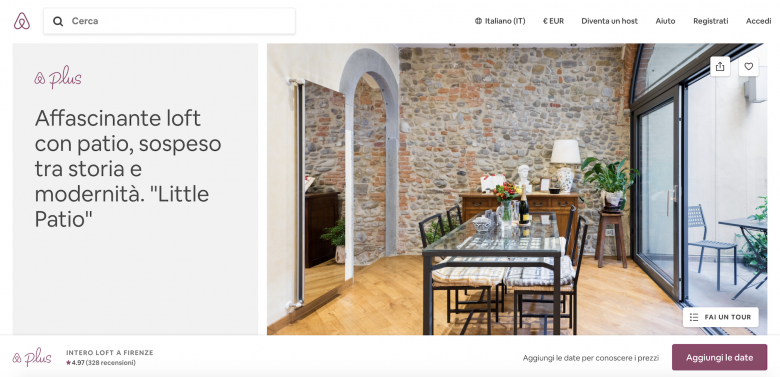 Cerca
Italiano (IT) € EUR Diventa un host Aiuto Registrati Accedi
plus
Affascinante loft
con patio, sospeso
tra storia e
modernità. "Little
Patio"
FAI UN TOUR
plus
INTERO LOFT A FIRENZE
★4.97 (328 recensioni)
Aggiungi le date per conoscere i prezzi
Aggiungi le date